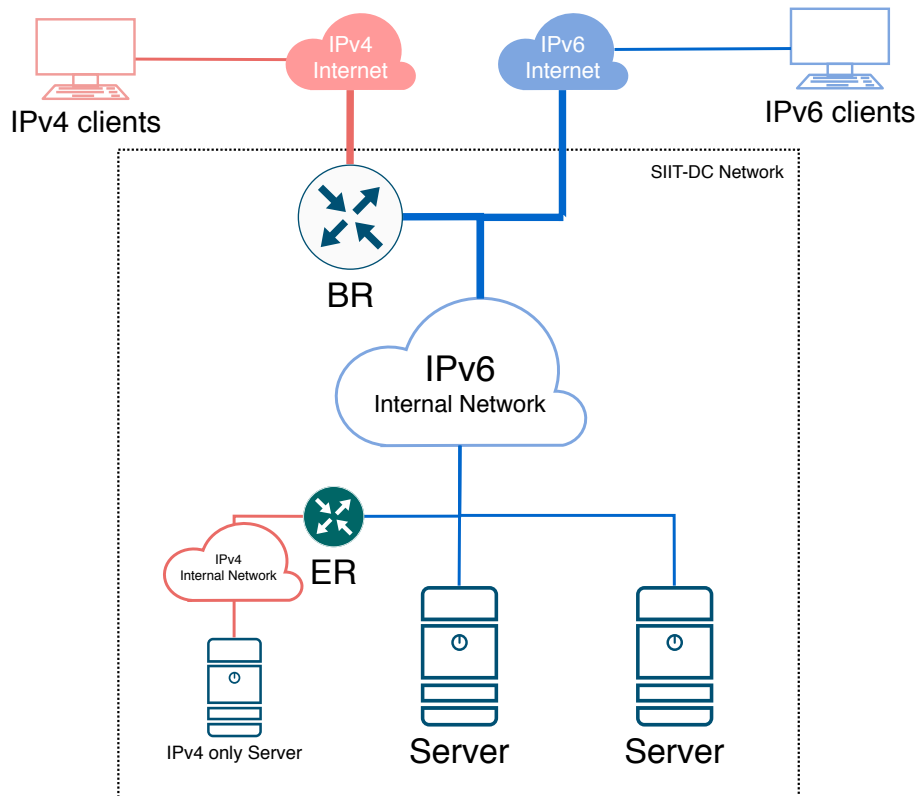 IPv4
Internet
IPv6
Internet
IPv4 clients
IPv6 clients
SIIT-DC Network
BR
IPv6
Internal Network
IPv4
Internal Network
ER
IPv4 only Server
Server
Server